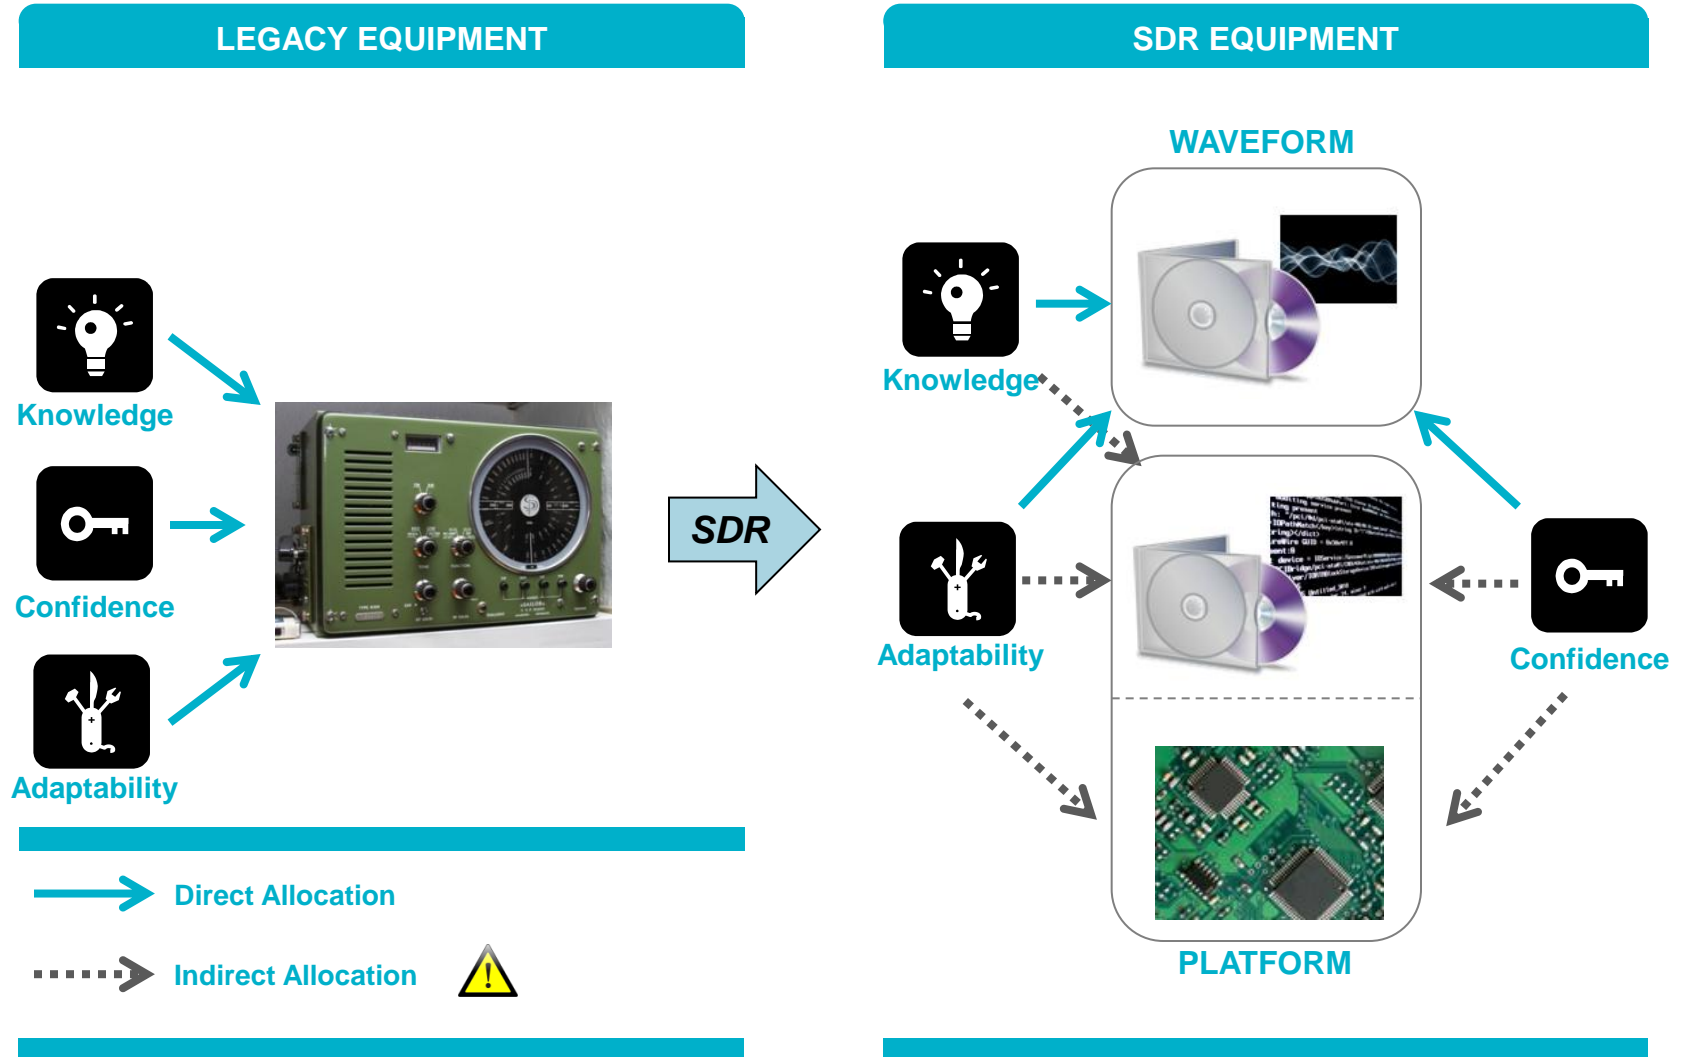 LEGACY EQUIPMENT
SDR EQUIPMENT
WAVEFORM
Knowledge
Confidence
Adaptability
SDR
Knowledge
Adaptability
Confidence
PLATFORM
Direct Allocation
Indirect Allocation